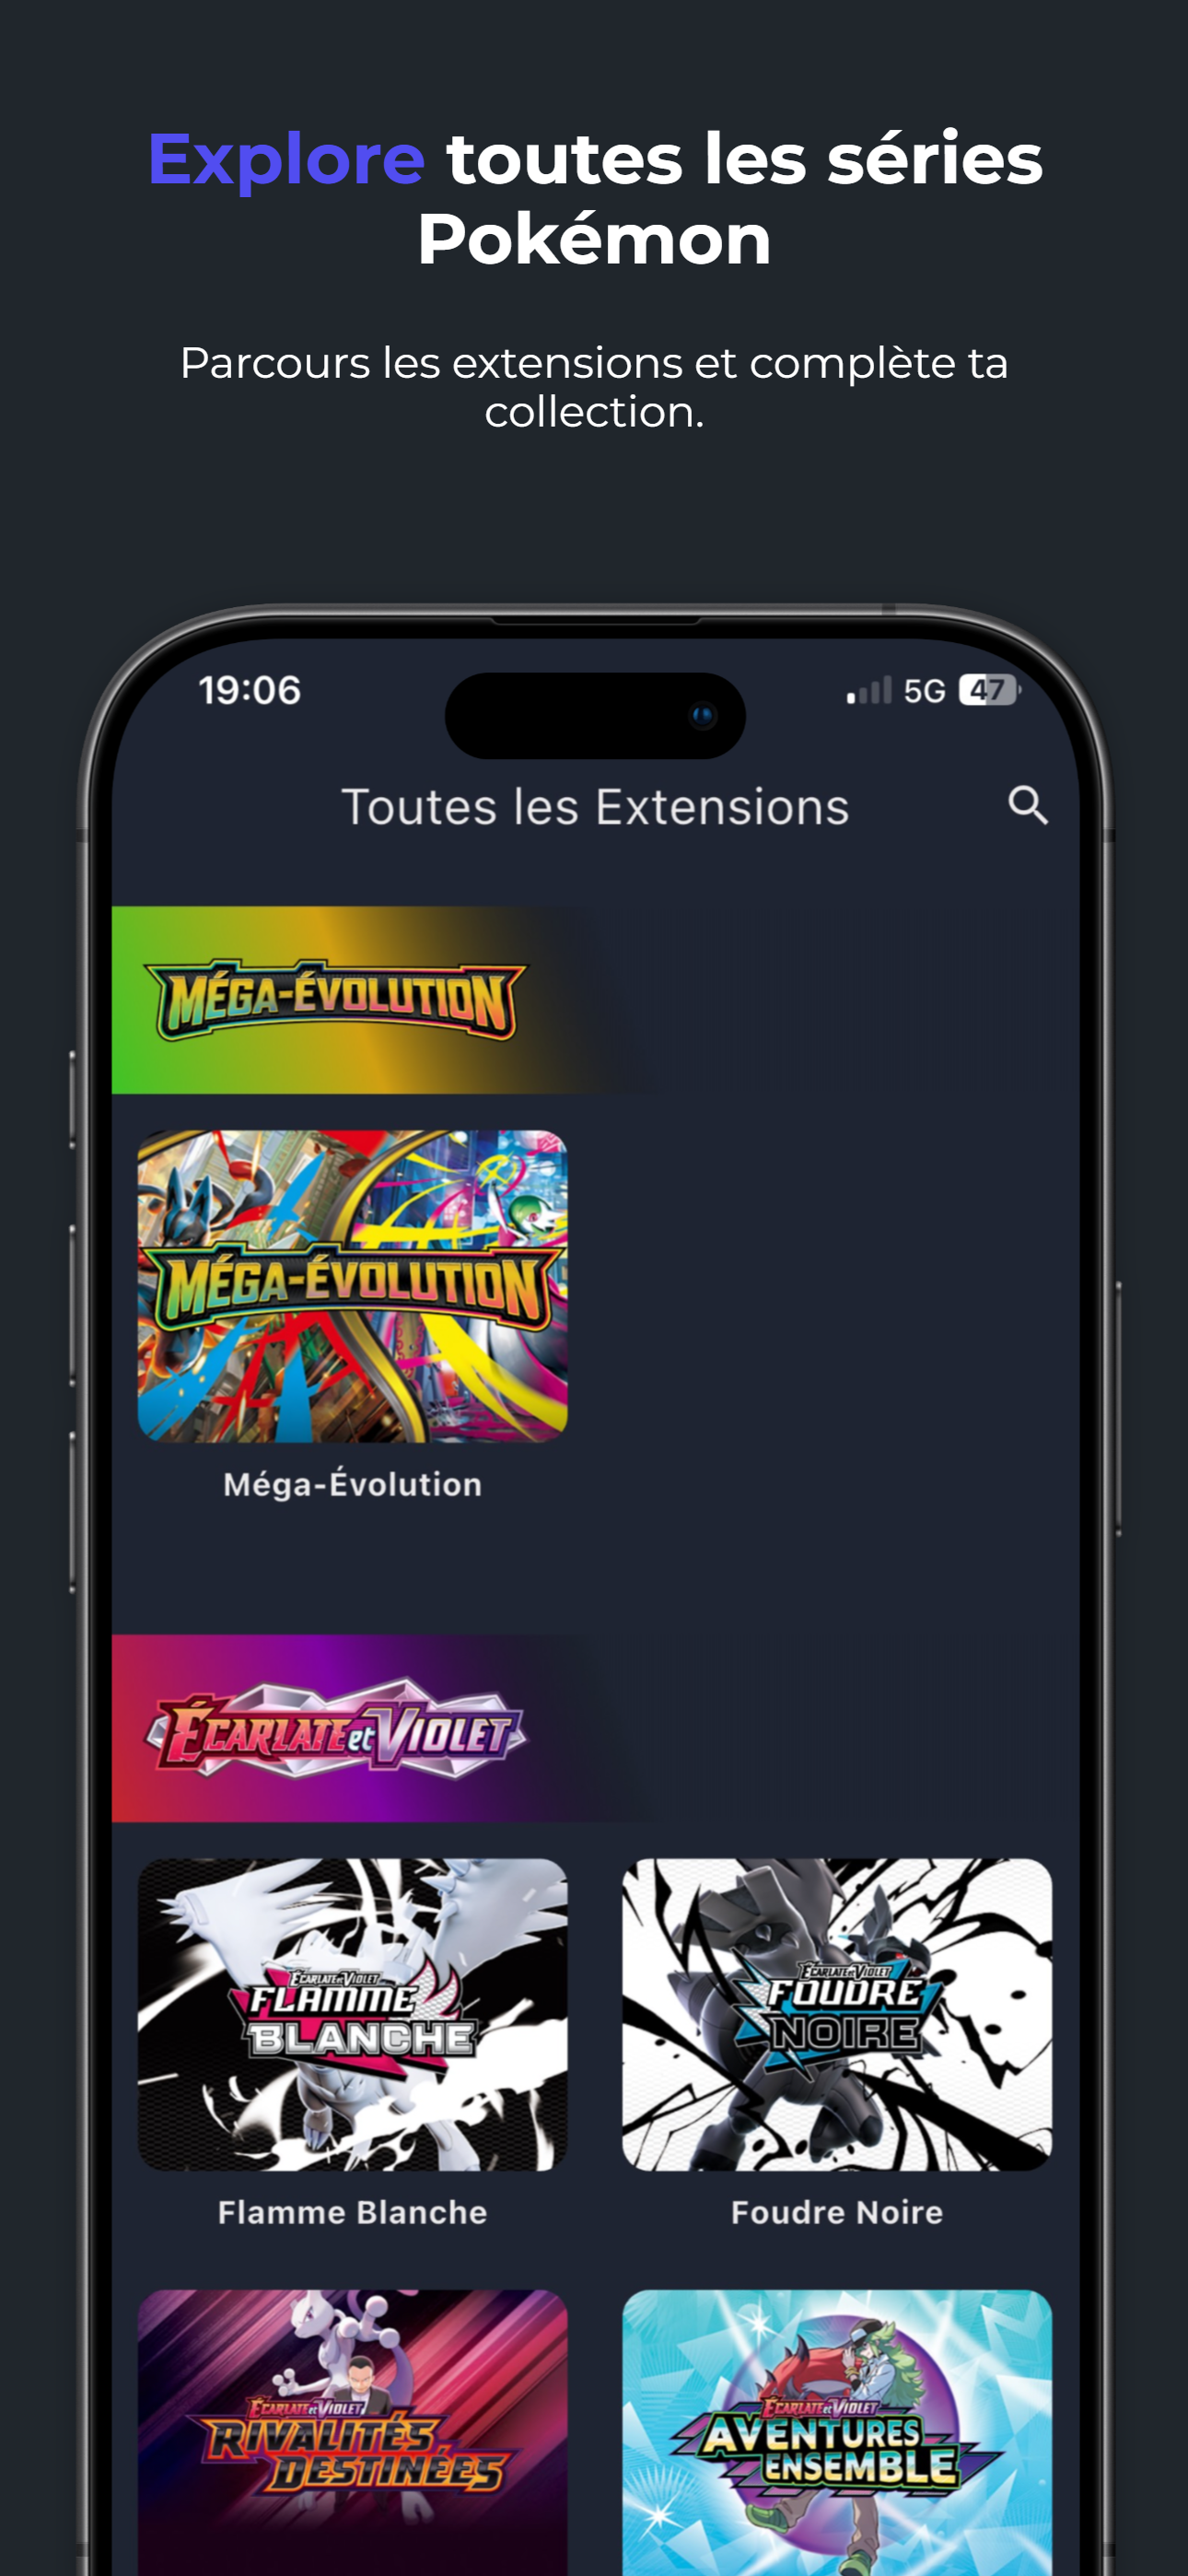 Explore toutes les séries
Pokémon
Parcours les extensions et complète ta
collection.
19:06
5G 47
Toutes les Extensions
MÉGA-ÉVOLUTION
MÉGA-ÉVOLUTION
Méga-Évolution
ÉCARLATE et VIOLET
ÉCARLATE et VIOLET
FLAMME
BLANCHE
ÉCARLATE et VIOLET
FOUDRE
NOIRE
Flamme Blanche
Foudre Noire
ÉCARLATE et VIOLET
RIVALITÉS
DESTINÉES
ÉCARLATE et VIOLET
AVENTURES
ENSEMBLE